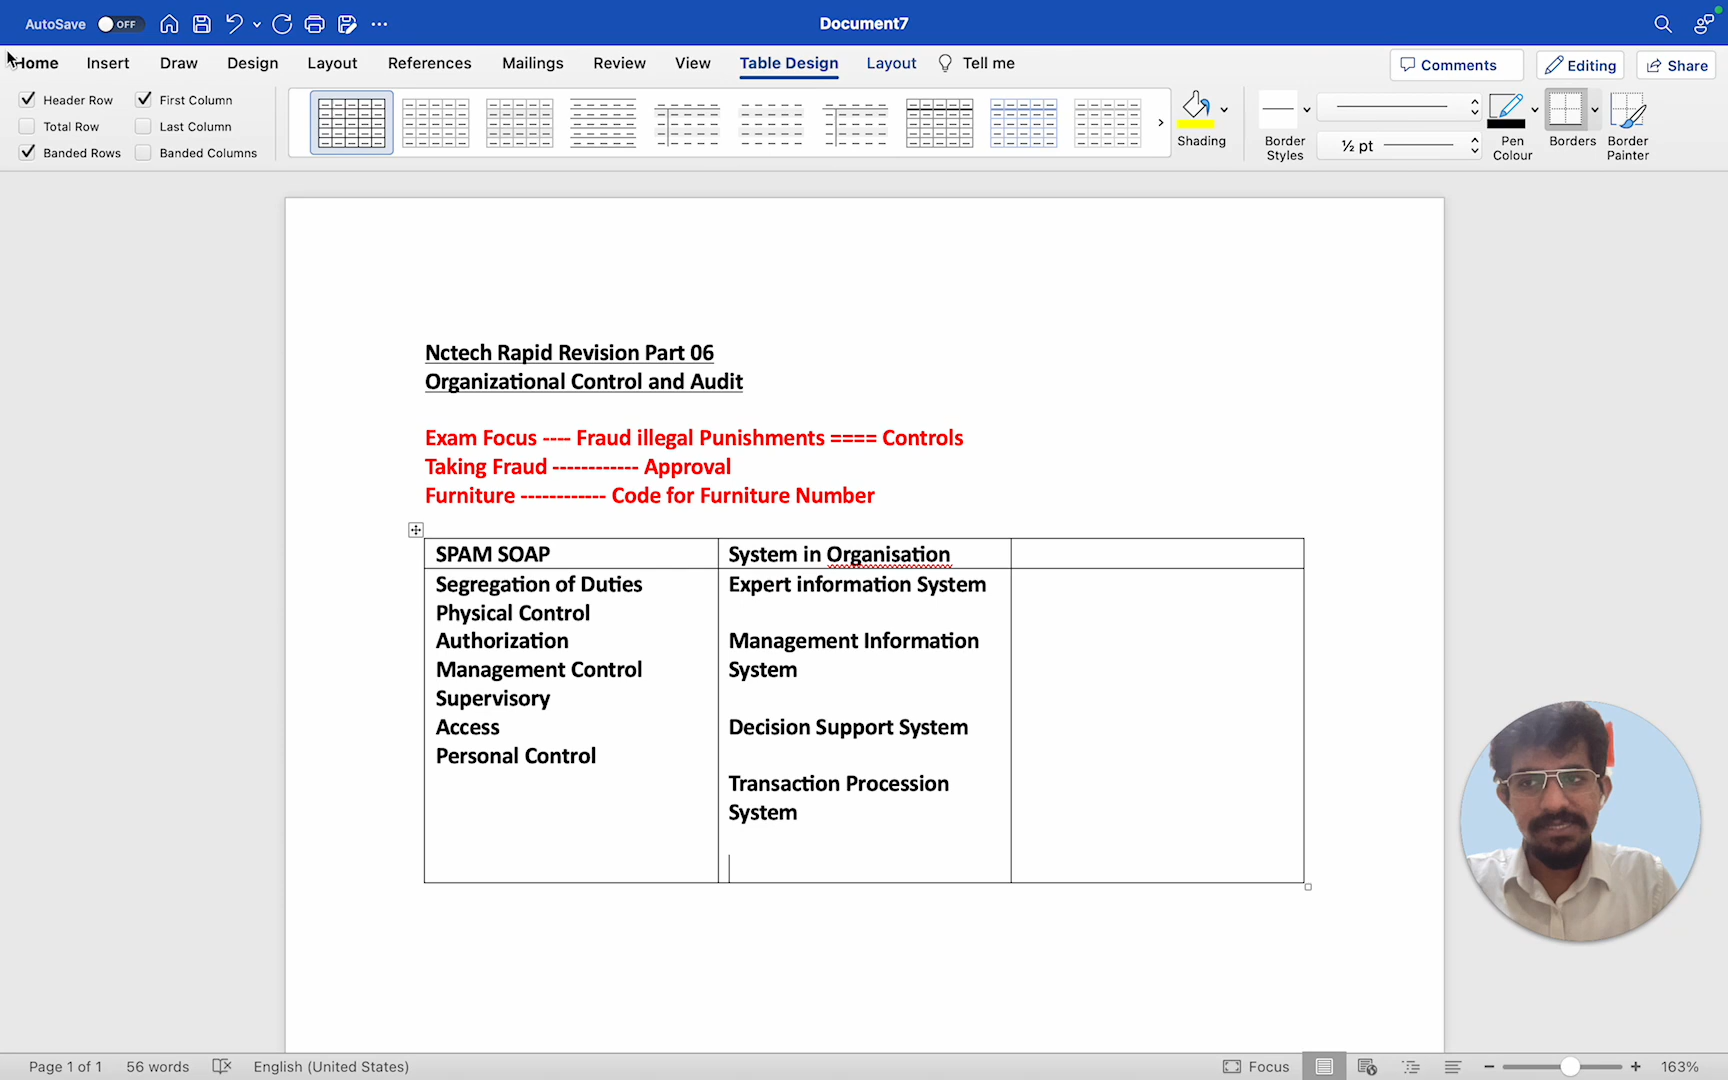 AutoSave OFF
Document7
Home Insert Draw Design Layout References Mailings Review View Table Design Layout Tell me
Comments Editing Share
Header Row First Column
Total Row Last Column
Banded Rows Banded Columns
Shading
Border Styles
½ pt
Pen Colour
Borders
Border Painter
Nctech Rapid Revision Part 06
Organizational Control and Audit
Exam Focus ---- Fraud illegal Punishments ==== Controls
Taking Fraud ------------ Approval
Furniture ------------ Code for Furniture Number
SPAM SOAP
Segregation of Duties
Physical Control
Authorization
Management Control
Supervisory
Access
Personal Control
System in Organisation
Expert information System
Management Information
System
Decision Support System
Transaction Procession
System
Page 1 of 1 56 words English (United States) Focus 163%